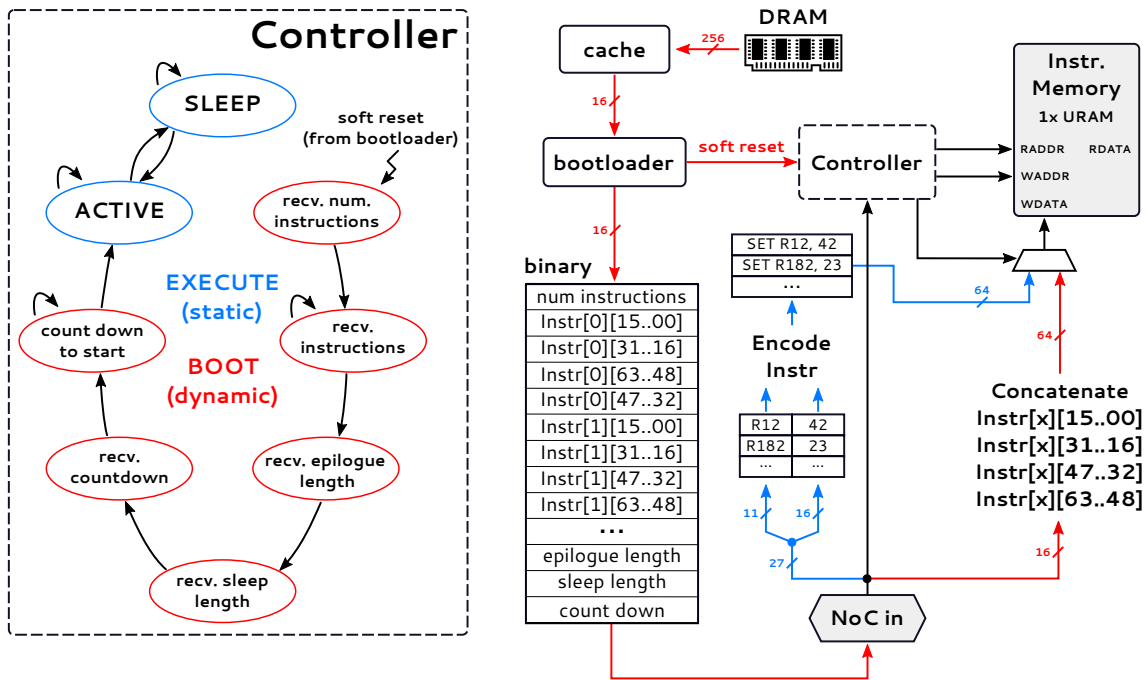 Controller
SLEEP
soft reset
(from bootloader)
ACTIVE
recv. num.
instructions
EXECUTE
(static)
count down
to start
recv.
instructions
BOOT
(dynamic)
recv.
countdown
recv. epilogue
length
recv. sleep
length
DRAM
cache
256
16
bootloader
soft reset
Controller
Instr.
Memory
1x URAM
RADDR RDATA
WADDR
WDATA
16
binary
num instructions
Instr[0][15..00]
Instr[0][31..16]
Instr[0][63..48]
Instr[0][47..32]
Instr[1][15..00]
Instr[1][31..16]
Instr[1][47..32]
Instr[1][63..48]
...
epilogue length
sleep length
count down
SET R12, 42
SET R182, 23
...
64
64
Encode
Instr
R12 42
R182 23
... ...
11 16
27
Concatenate
Instr[x][15..00]
Instr[x][31..16]
Instr[x][47..32]
Instr[x][63..48]
16
NoC in